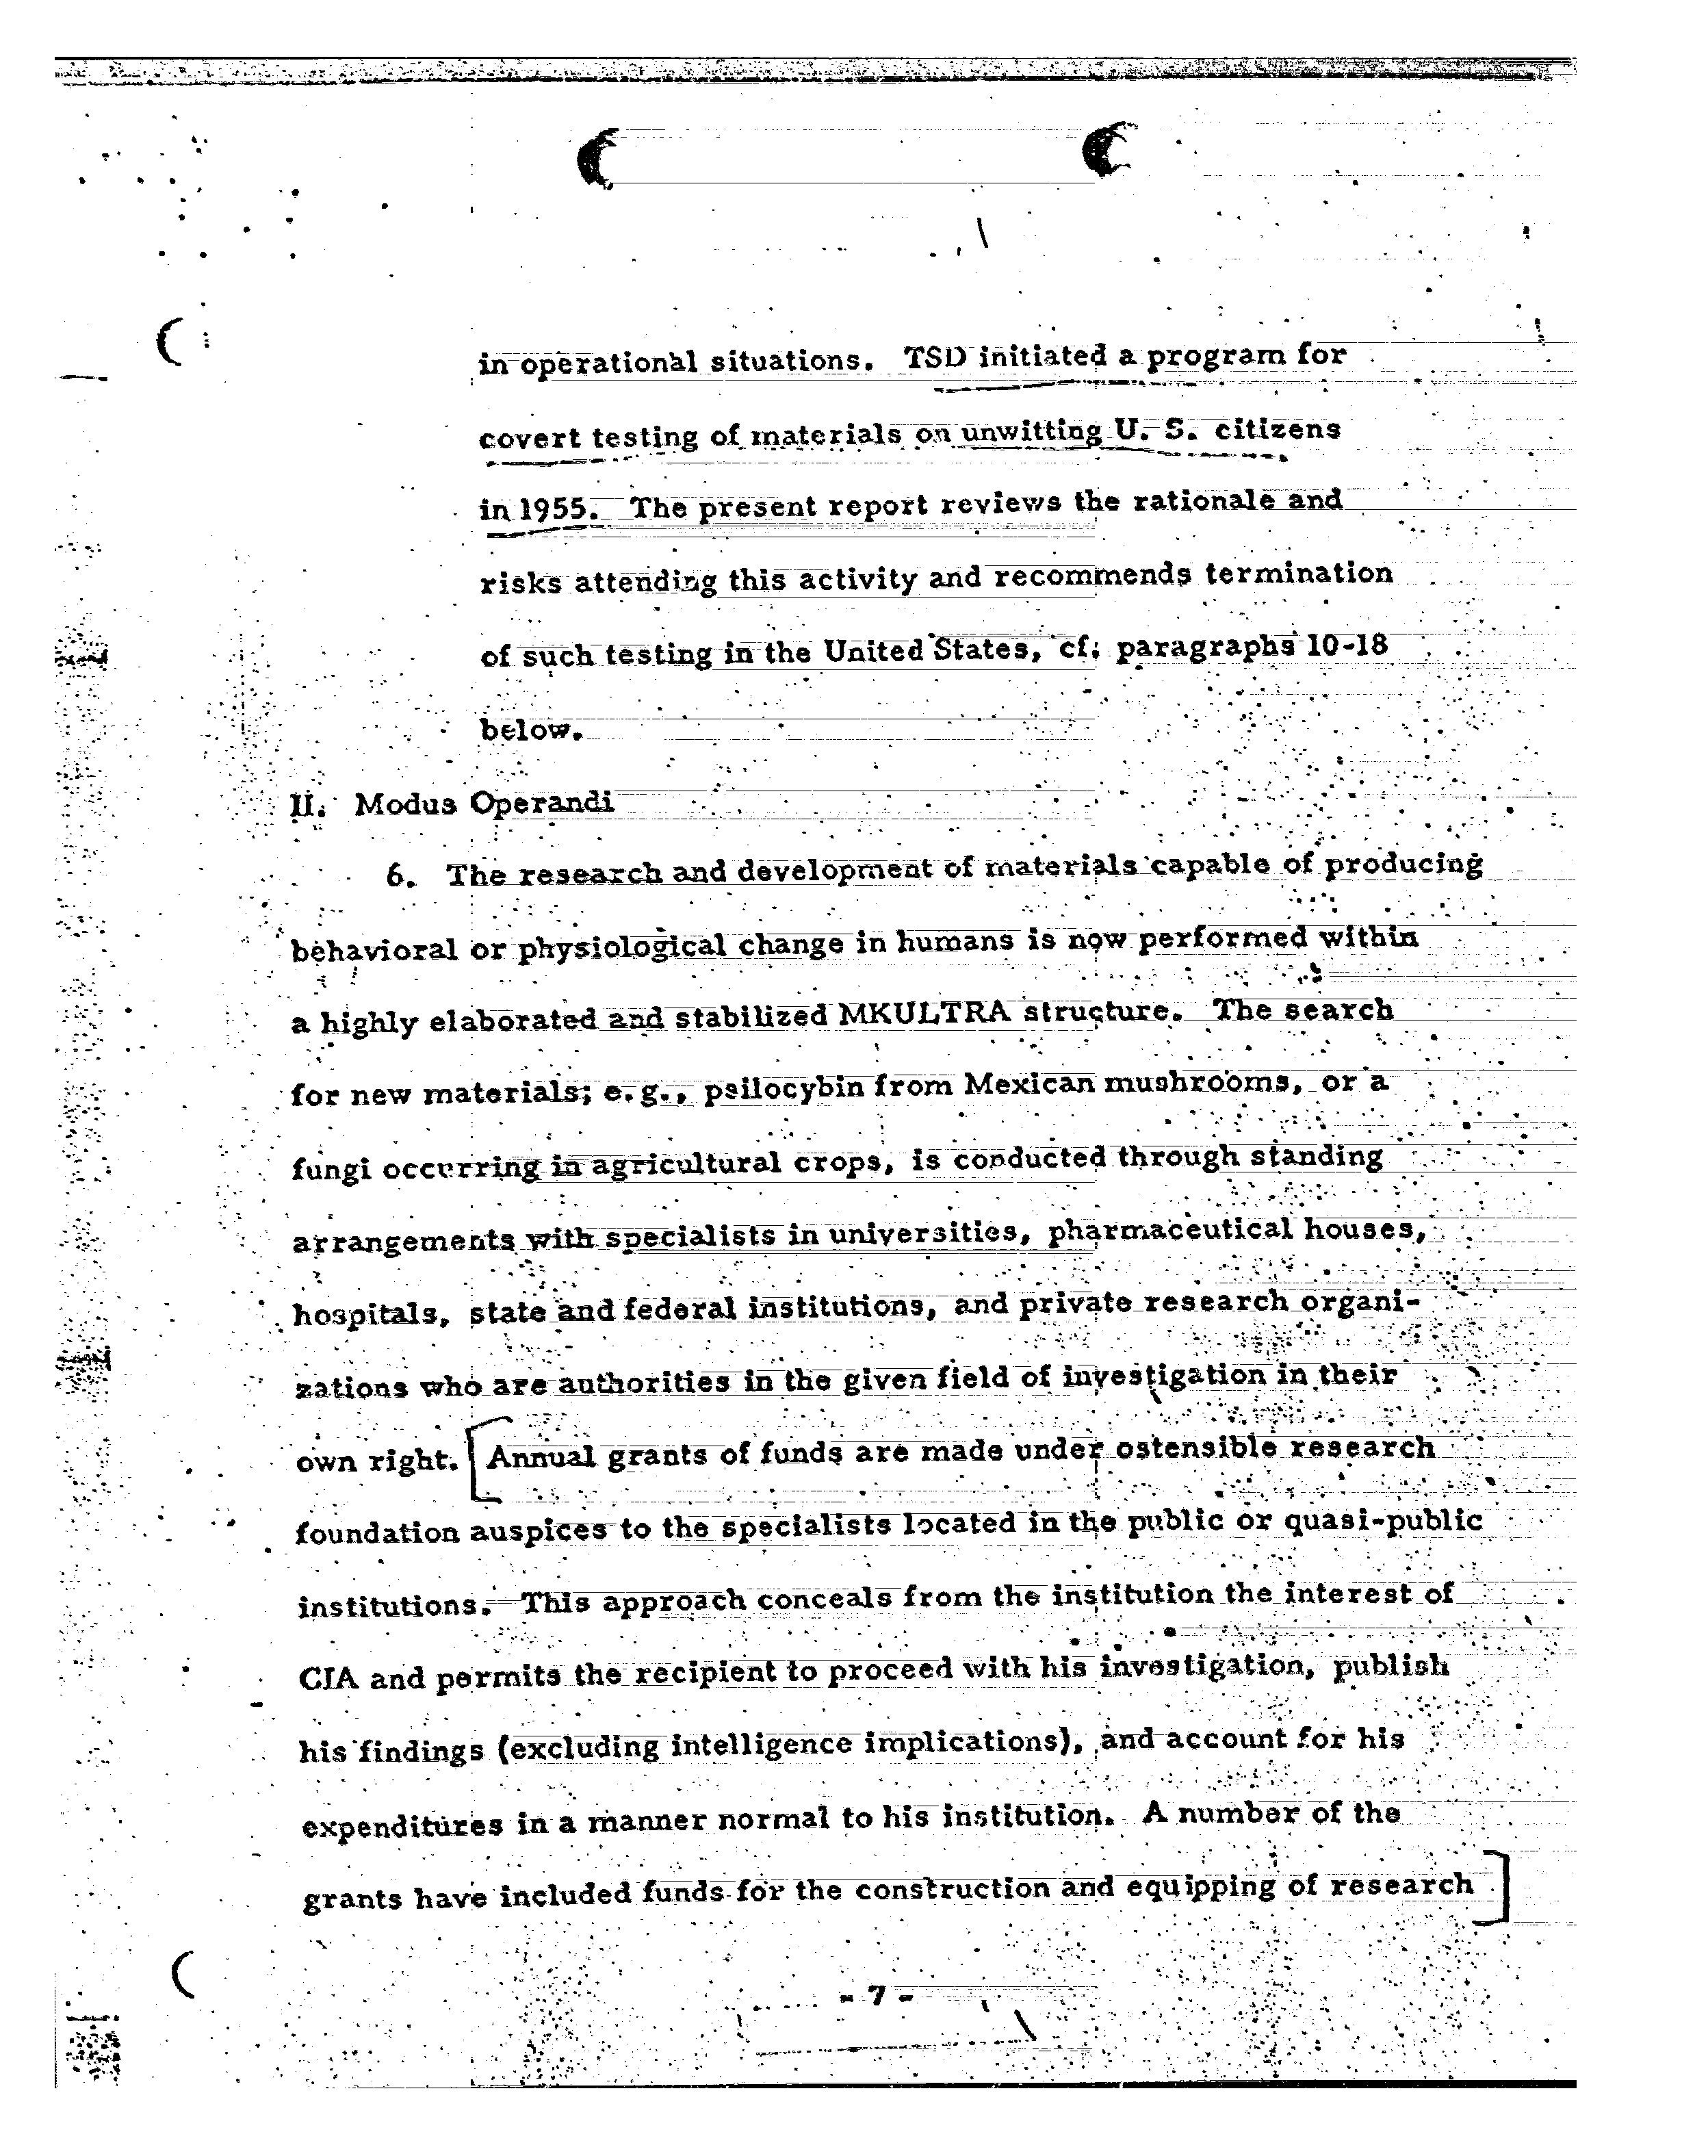 in operational situations. TSD initiated a program for
covert testing of materials on unwitting U. S. citizens
in 1955. The present report reviews the rationale and
risks attending this activity and recommends termination
of such testing in the United States, cf. paragraphs 10-18
below.
II. Modus Operandi
6. The research and development of materials capable of producing
behavioral or physiological change in humans is now performed within
a highly elaborated and stabilized MKULTRA structure. The search
for new materials; e.g., psilocybin from Mexican mushrooms, or a
fungi occurring in agricultural crops, is conducted through standing
arrangements with specialists in universities, pharmaceutical houses,
hospitals, state and federal institutions, and private research organi-
zations who are authorities in the given field of investigation in their
own right. [Annual grants of funds are made under ostensible research
foundation auspices to the specialists located in the public or quasi-public
institutions. This approach conceals from the institution the interest of
CIA and permits the recipient to proceed with his investigation, publish
his findings (excluding intelligence implications), and account for his
expenditures in a manner normal to his institution. A number of the
grants have included funds for the construction and equipping of research]
- 7 -